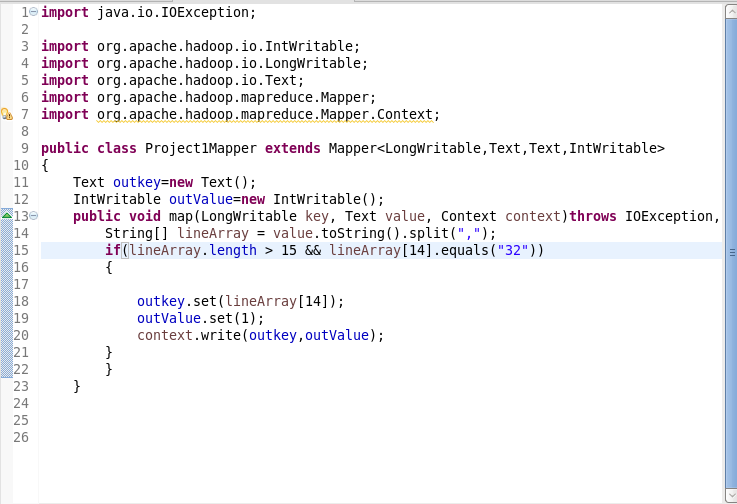 1 import java.io.IOException;
2
3 import org.apache.hadoop.io.IntWritable;
4 import org.apache.hadoop.io.LongWritable;
5 import org.apache.hadoop.io.Text;
6 import org.apache.hadoop.mapreduce.Mapper;
7 import org.apache.hadoop.mapreduce.Mapper.Context;
8
9 public class Project1Mapper extends Mapper<LongWritable,Text,Text,IntWritable>
10 {
11     Text outkey=new Text();
12     IntWritable outValue=new IntWritable();
13     public void map(LongWritable key, Text value, Context context)throws IOException,
14         String[] lineArray = value.toString().split(",");
15         if(lineArray.length > 15 && lineArray[14].equals("32"))
16         {
17
18             outkey.set(lineArray[14]);
19             outValue.set(1);
20             context.write(outkey,outValue);
21         }
22         }
23     }
24
25
26